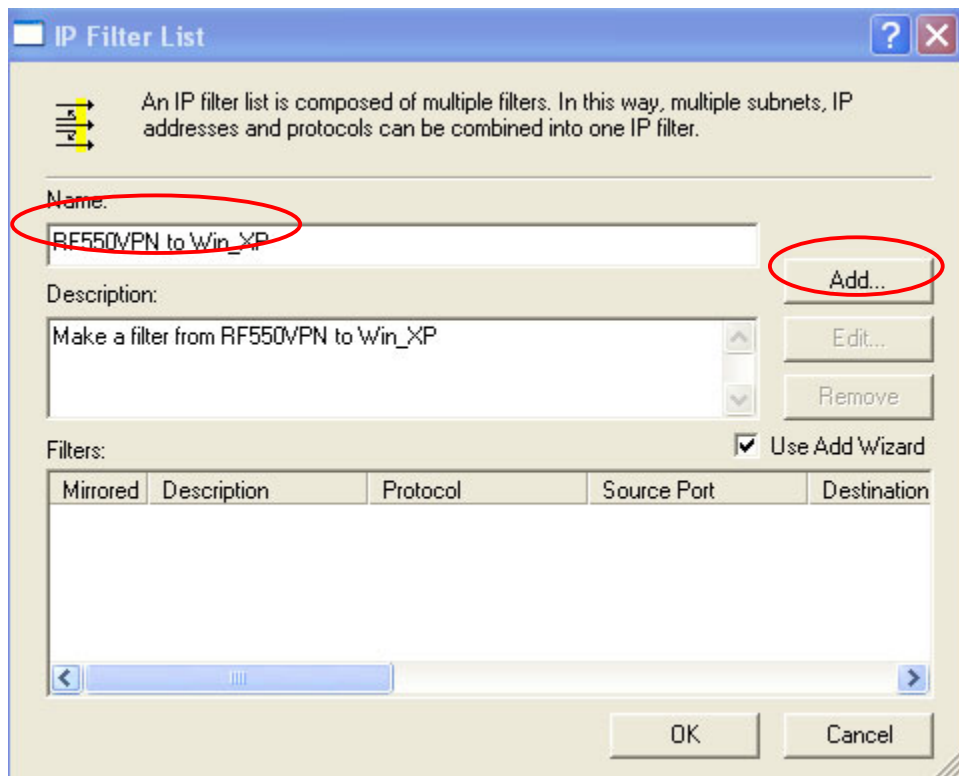 IP Filter List
An IP filter list is composed of multiple filters. In this way, multiple subnets, IP
addresses and protocols can be combined into one IP filter.
Name:
RF550VPN to Win_XP
Add...
Description:
Make a filter from RF550VPN to Win_XP
Edit...
Remove
Filters:
Use Add Wizard
Mirrored Description Protocol Source Port Destination
OK Cancel